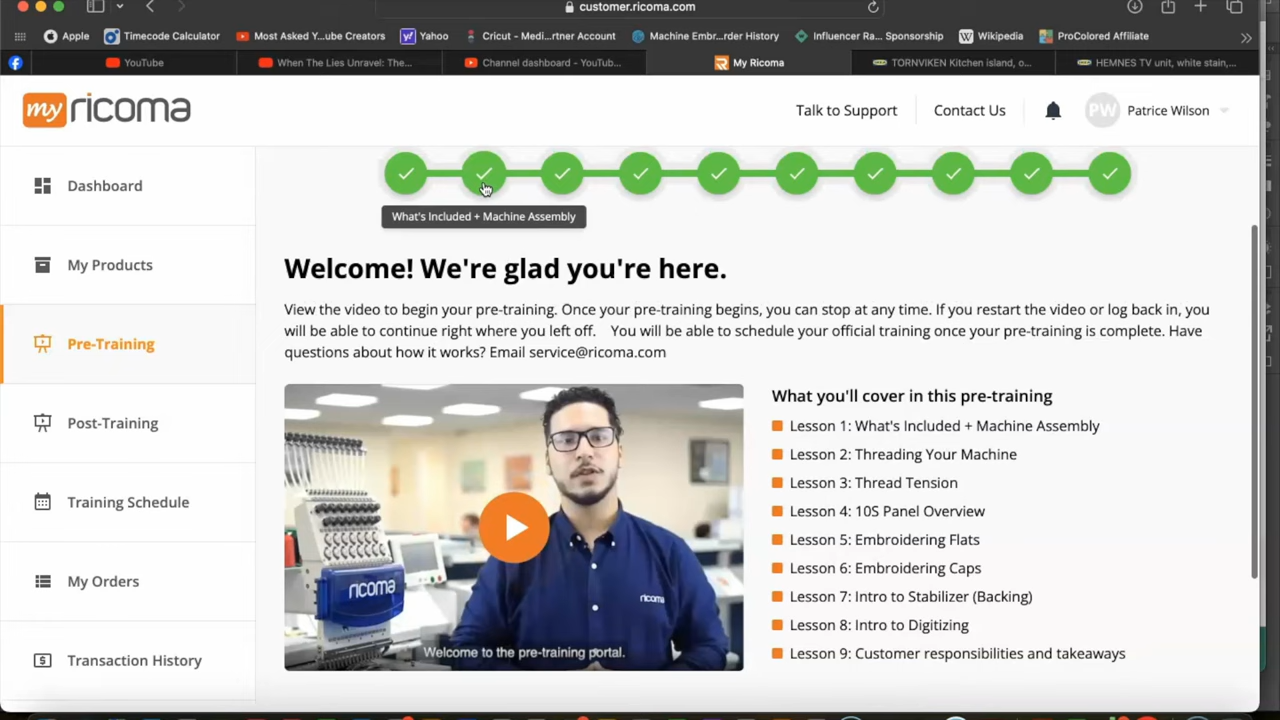 customer.ricoma.com
Apple
Timecode Calculator
Most Asked Y...ube Creators
Yahoo
Cricut - Medi...rtner Account
Machine Emb...rder History
Influencer Ra... Sponsorship
Wikipedia
ProColored Affiliate
YouTube
When The Lies Unravel: The...
Channel dashboard - YouTub...
My Ricoma
TORNVIKEN Kitchen island, o...
HEMNES TV unit, white stain,...
my ricoma
Talk to Support
Contact Us
PW
Patrice Wilson
Dashboard
My Products
Pre-Training
Post-Training
Training Schedule
My Orders
Transaction History
What's Included + Machine Assembly
Welcome! We're glad you're here.
View the video to begin your pre-training. Once your pre-training begins, you can stop at any time. If you restart the video or log back in, you
will be able to continue right where you left off. You will be able to schedule your official training once your pre-training is complete. Have
questions about how it works? Email service@ricoma.com
ricoma
ricoma
Welcome to the pre-training portal.
What you'll cover in this pre-training
Lesson 1: What's Included + Machine Assembly
Lesson 2: Threading Your Machine
Lesson 3: Thread Tension
Lesson 4: 10S Panel Overview
Lesson 5: Embroidering Flats
Lesson 6: Embroidering Caps
Lesson 7: Intro to Stabilizer (Backing)
Lesson 8: Intro to Digitizing
Lesson 9: Customer responsibilities and takeaways